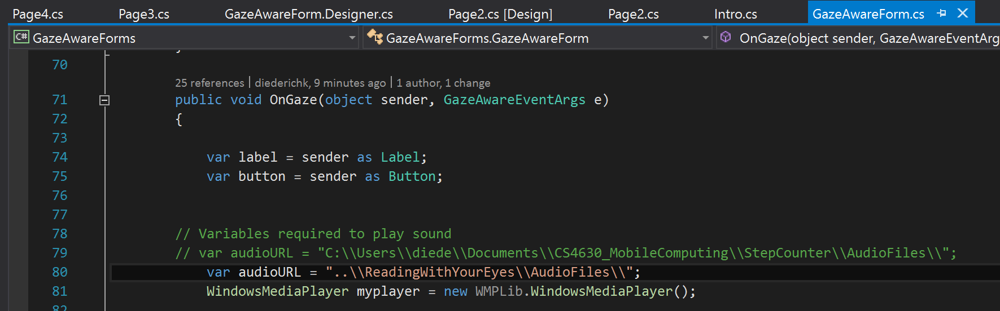 Page4.cs Page3.cs GazeAwareForm.Designer.cs Page2.cs [Design] Page2.cs Intro.cs GazeAwareForm.cs
C# GazeAwareForms GazeAwareForms.GazeAwareForm OnGaze(object sender, GazeAwareEventArg
70
25 references | diederichk, 9 minutes ago | 1 author, 1 change
71 public void OnGaze(object sender, GazeAwareEventArgs e)
72 {
73
74 var label = sender as Label;
75 var button = sender as Button;
76
77
78 // Variables required to play sound
79 // var audioURL = "C:\\Users\\diede\\Documents\\CS4630_MobileComputing\\StepCounter\\AudioFiles\\";
80 var audioURL = "..\\ReadingWithYourEyes\\AudioFiles\\";
81 WindowsMediaPlayer myplayer = new WMPLib.WindowsMediaPlayer();
82